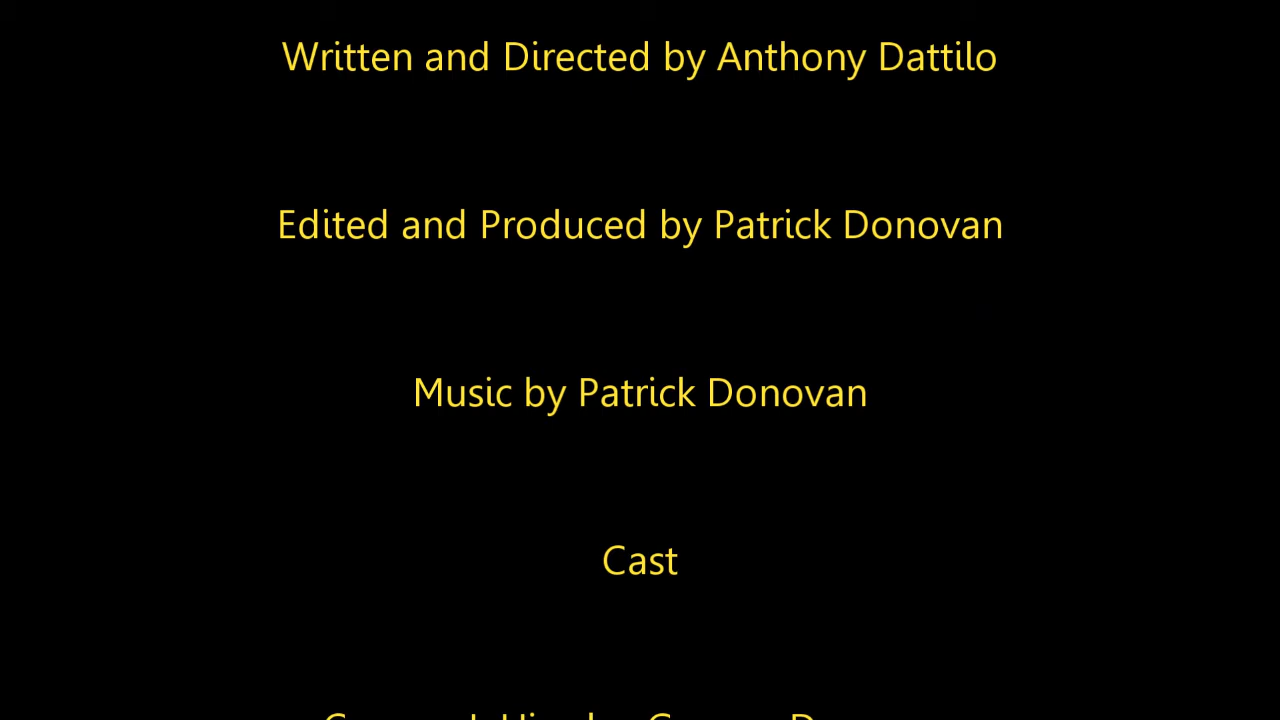 Written and Directed by Anthony Dattilo
Edited and Produced by Patrick Donovan
Music by Patrick Donovan
Cast